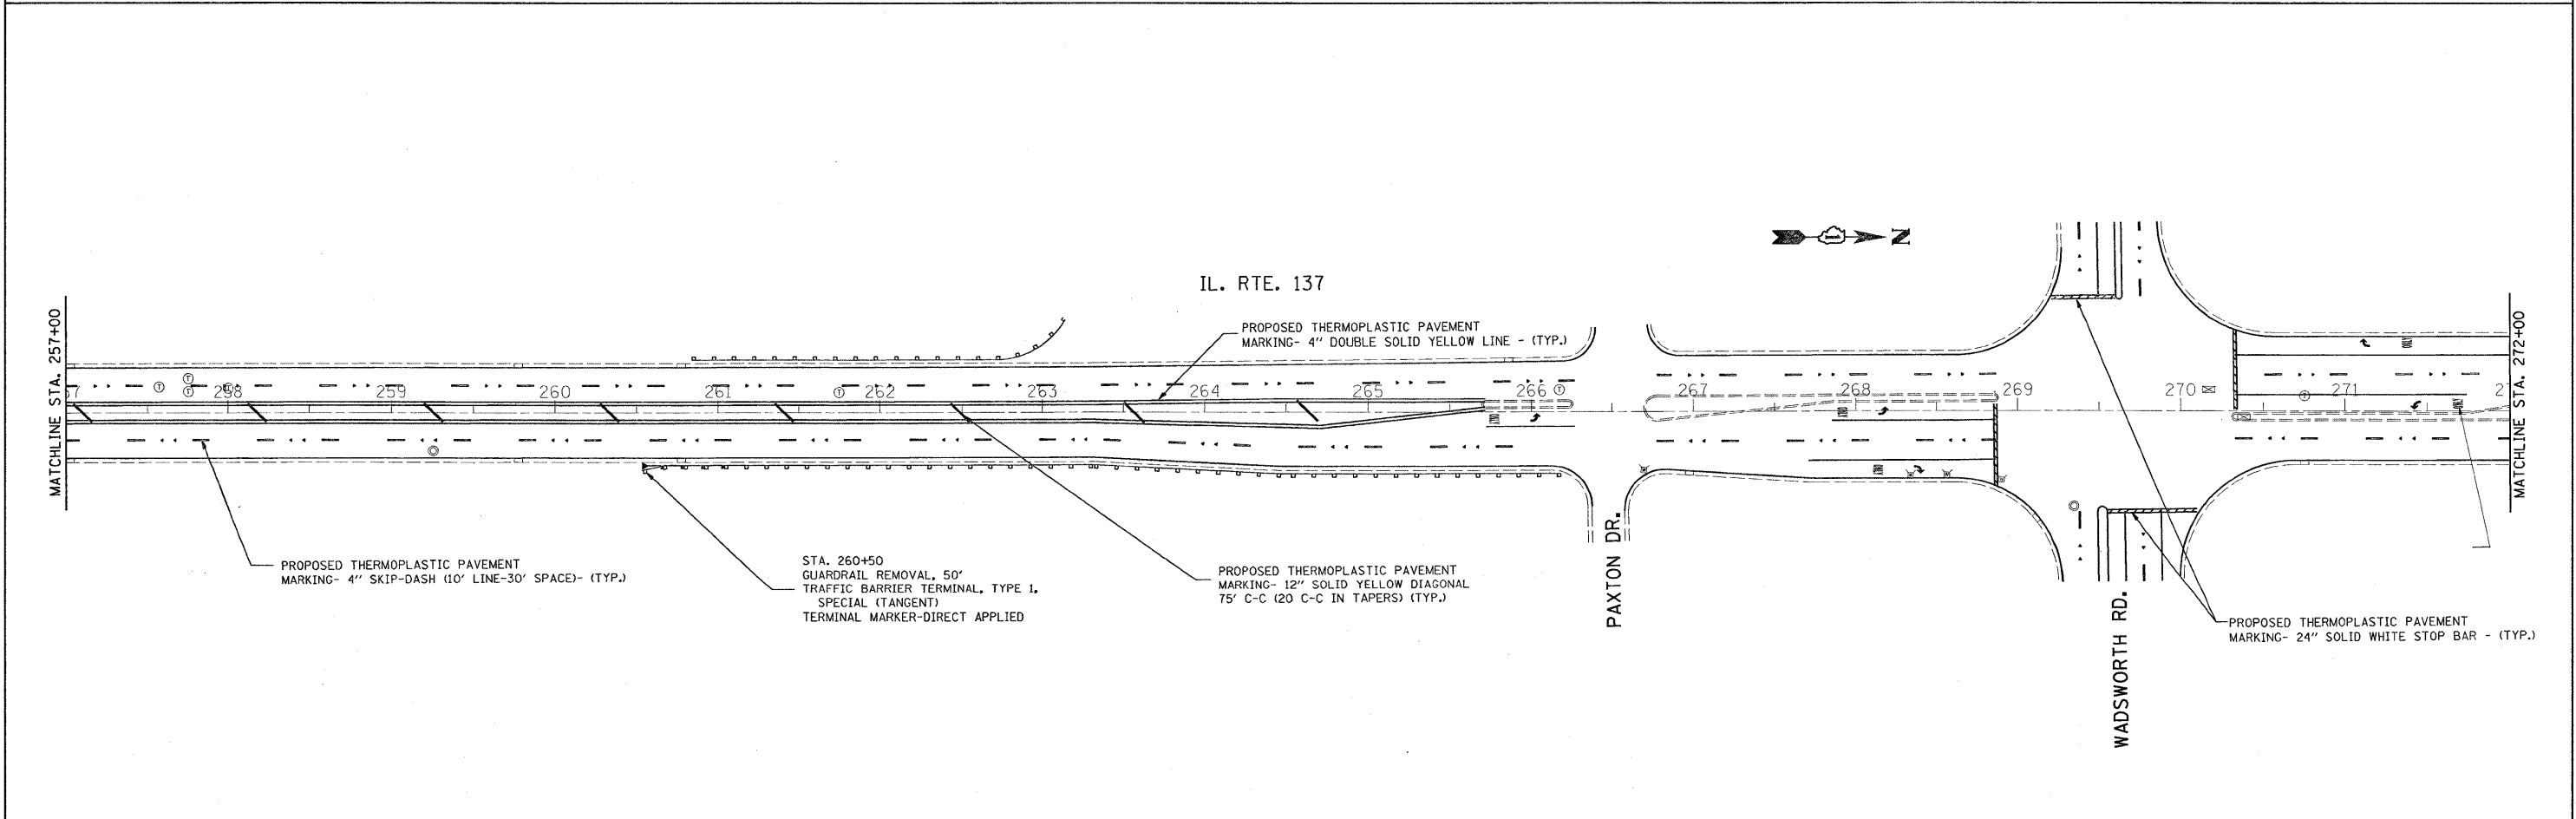 N
IL. RTE. 137
PROPOSED THERMOPLASTIC PAVEMENT
MARKING- 4" DOUBLE SOLID YELLOW LINE - (TYP.)
MATCHLINE STA. 257+00
MATCHLINE STA. 272+00
57 258 259 260 261 262 263 264 265 266 267 268 269 270 271 2
PROPOSED THERMOPLASTIC PAVEMENT
MARKING- 4" SKIP-DASH (10' LINE-30' SPACE)- (TYP.)
STA. 260+50
GUARDRAIL REMOVAL, 50'
TRAFFIC BARRIER TERMINAL, TYPE 1,
SPECIAL (TANGENT)
TERMINAL MARKER-DIRECT APPLIED
PROPOSED THERMOPLASTIC PAVEMENT
MARKING- 12" SOLID YELLOW DIAGONAL
75' C-C (20 C-C IN TAPERS) (TYP.)
PAXTON DR.
WADSWORTH RD.
PROPOSED THERMOPLASTIC PAVEMENT
MARKING- 24" SOLID WHITE STOP BAR - (TYP.)